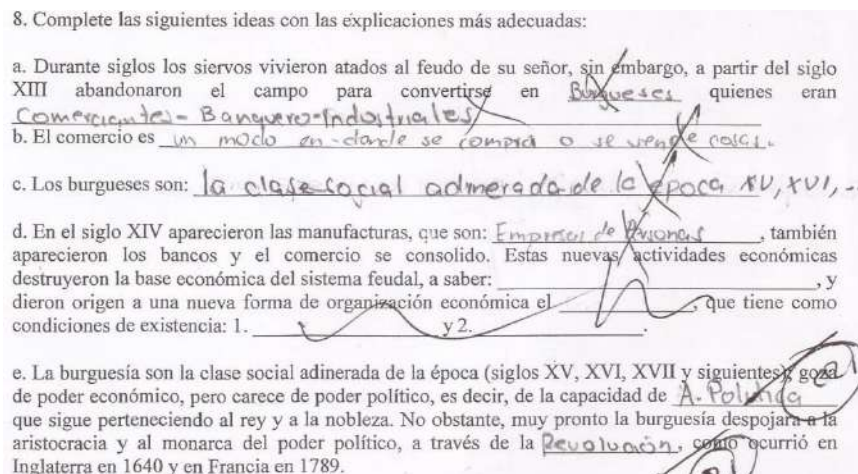 8. Complete las siguientes ideas con las explicaciones más adecuadas:
a. Durante siglos los siervos vivieron atados al feudo de su señor, sin embargo, a partir del siglo
XIII abandonaron el campo para convertirse en Burgueses quienes eran
Comerciantes - Banquero-Industriales
b. El comercio es un modo en donde se compra o se vende cosas.
c. Los burgueses son: la clase social adinerada de la época XV, XVI,
d. En el siglo XIV aparecieron las manufacturas, que son: Empresas de Personas, también
aparecieron los bancos y el comercio se consolido. Estas nuevas actividades económicas
destruyeron la base económica del sistema feudal, a saber: , y
dieron origen a una nueva forma de organización económica el , que tiene como
condiciones de existencia: 1. y 2. .
e. La burguesía son la clase social adinerada de la época (siglos XV, XVI, XVII y siguientes), goza
de poder económico, pero carece de poder político, es decir, de la capacidad de A. Política
que sigue perteneciendo al rey y a la nobleza. No obstante, muy pronto la burguesía despojara a la
aristocracia y al monarca del poder político, a través de la Revolución, como ocurrió en
Inglaterra en 1640 y en Francia en 1789.